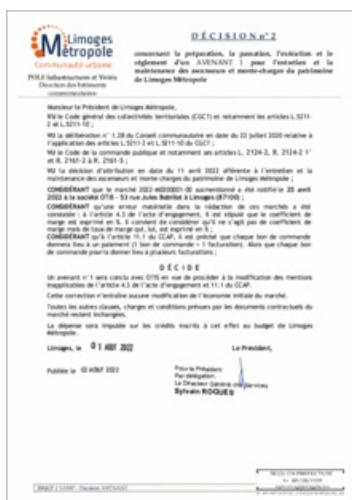 Limoges
Métropole
Communauté urbaine
PÔLE Infrastructures et Voirie
Direction des bâtiments
communautaires
DÉCISION n° 2
concernant la préparation, la passation, l'exécution et le
règlement d'un AVENANT 1 pour l'entretien et la
maintenance des ascenseurs et monte-charges du patrimoine
de Limoges Métropole
Monsieur le Président de Limoges Métropole,
VU le Code général des collectivités territoriales (CGCT) et notamment les articles L.5211-
2 et L.5211-10 ;
VU la délibération n° 1.28 du Conseil communautaire en date du 22 juillet 2020 relative à
l'application des articles L.5211-2 et L.5211-10 du CGCT ;
VU le Code de la commande publique et notamment ses articles L. 2124-2, R. 2124-2 1°
et R. 2161-2 à R. 2161-5 ;
VU la décision d'attribution en date du 11 avril 2022 afférente à l'entretien et la
maintenance des ascenseurs et monte-charges du patrimoine de Limoges Métropole ;
CONSIDÉRANT que le marché 2022 susmentionné a été notifié le 25 avril
2022 à la société OTIS - 53 rue Jules Bobillot à Limoges (87100) ;
CONSIDÉRANT qu'une erreur matérielle dans la rédaction de ces marchés a été
constatée : à l'article 4.3 de l'acte d'engagement, il est stipulé que le coefficient de
marge est exprimé en %. Il convient de considérer qu'il ne s'agit pas de coefficient de
marge mais de taux de marge qui, lui, est exprimé en % ;
CONSIDÉRANT qu'à l'article 11.1 du CCAP, il est précisé que chaque bon de commande
donnera lieu à un paiement (1 bon de commande = 1 facturation). Alors que chaque bon
de commande pourra donner lieu à plusieurs facturations ;
DÉCIDE
Un avenant n°1 sera conclu avec OTIS en vue de procéder à la modification des mentions
inapplicables de l'article 4.3 de l'acte d'engagement et 11.1 du CCAP.
Cette correction n'entraîne aucune modification de l'économie initiale du marché.
Toutes les autres clauses, charges et conditions prévues par les documents contractuels du
marché restent inchangées.
La dépense sera imputée sur les crédits inscrits à cet effet au budget de Limoges
Métropole.
Limoges, le 01 AOUT 2022
Le Président,
Publiée le 02 AOUT 2022
Pour le Président
Par délégation,
Le Directeur Général des Services
Sylvain ROQUES
Décision AVENANT